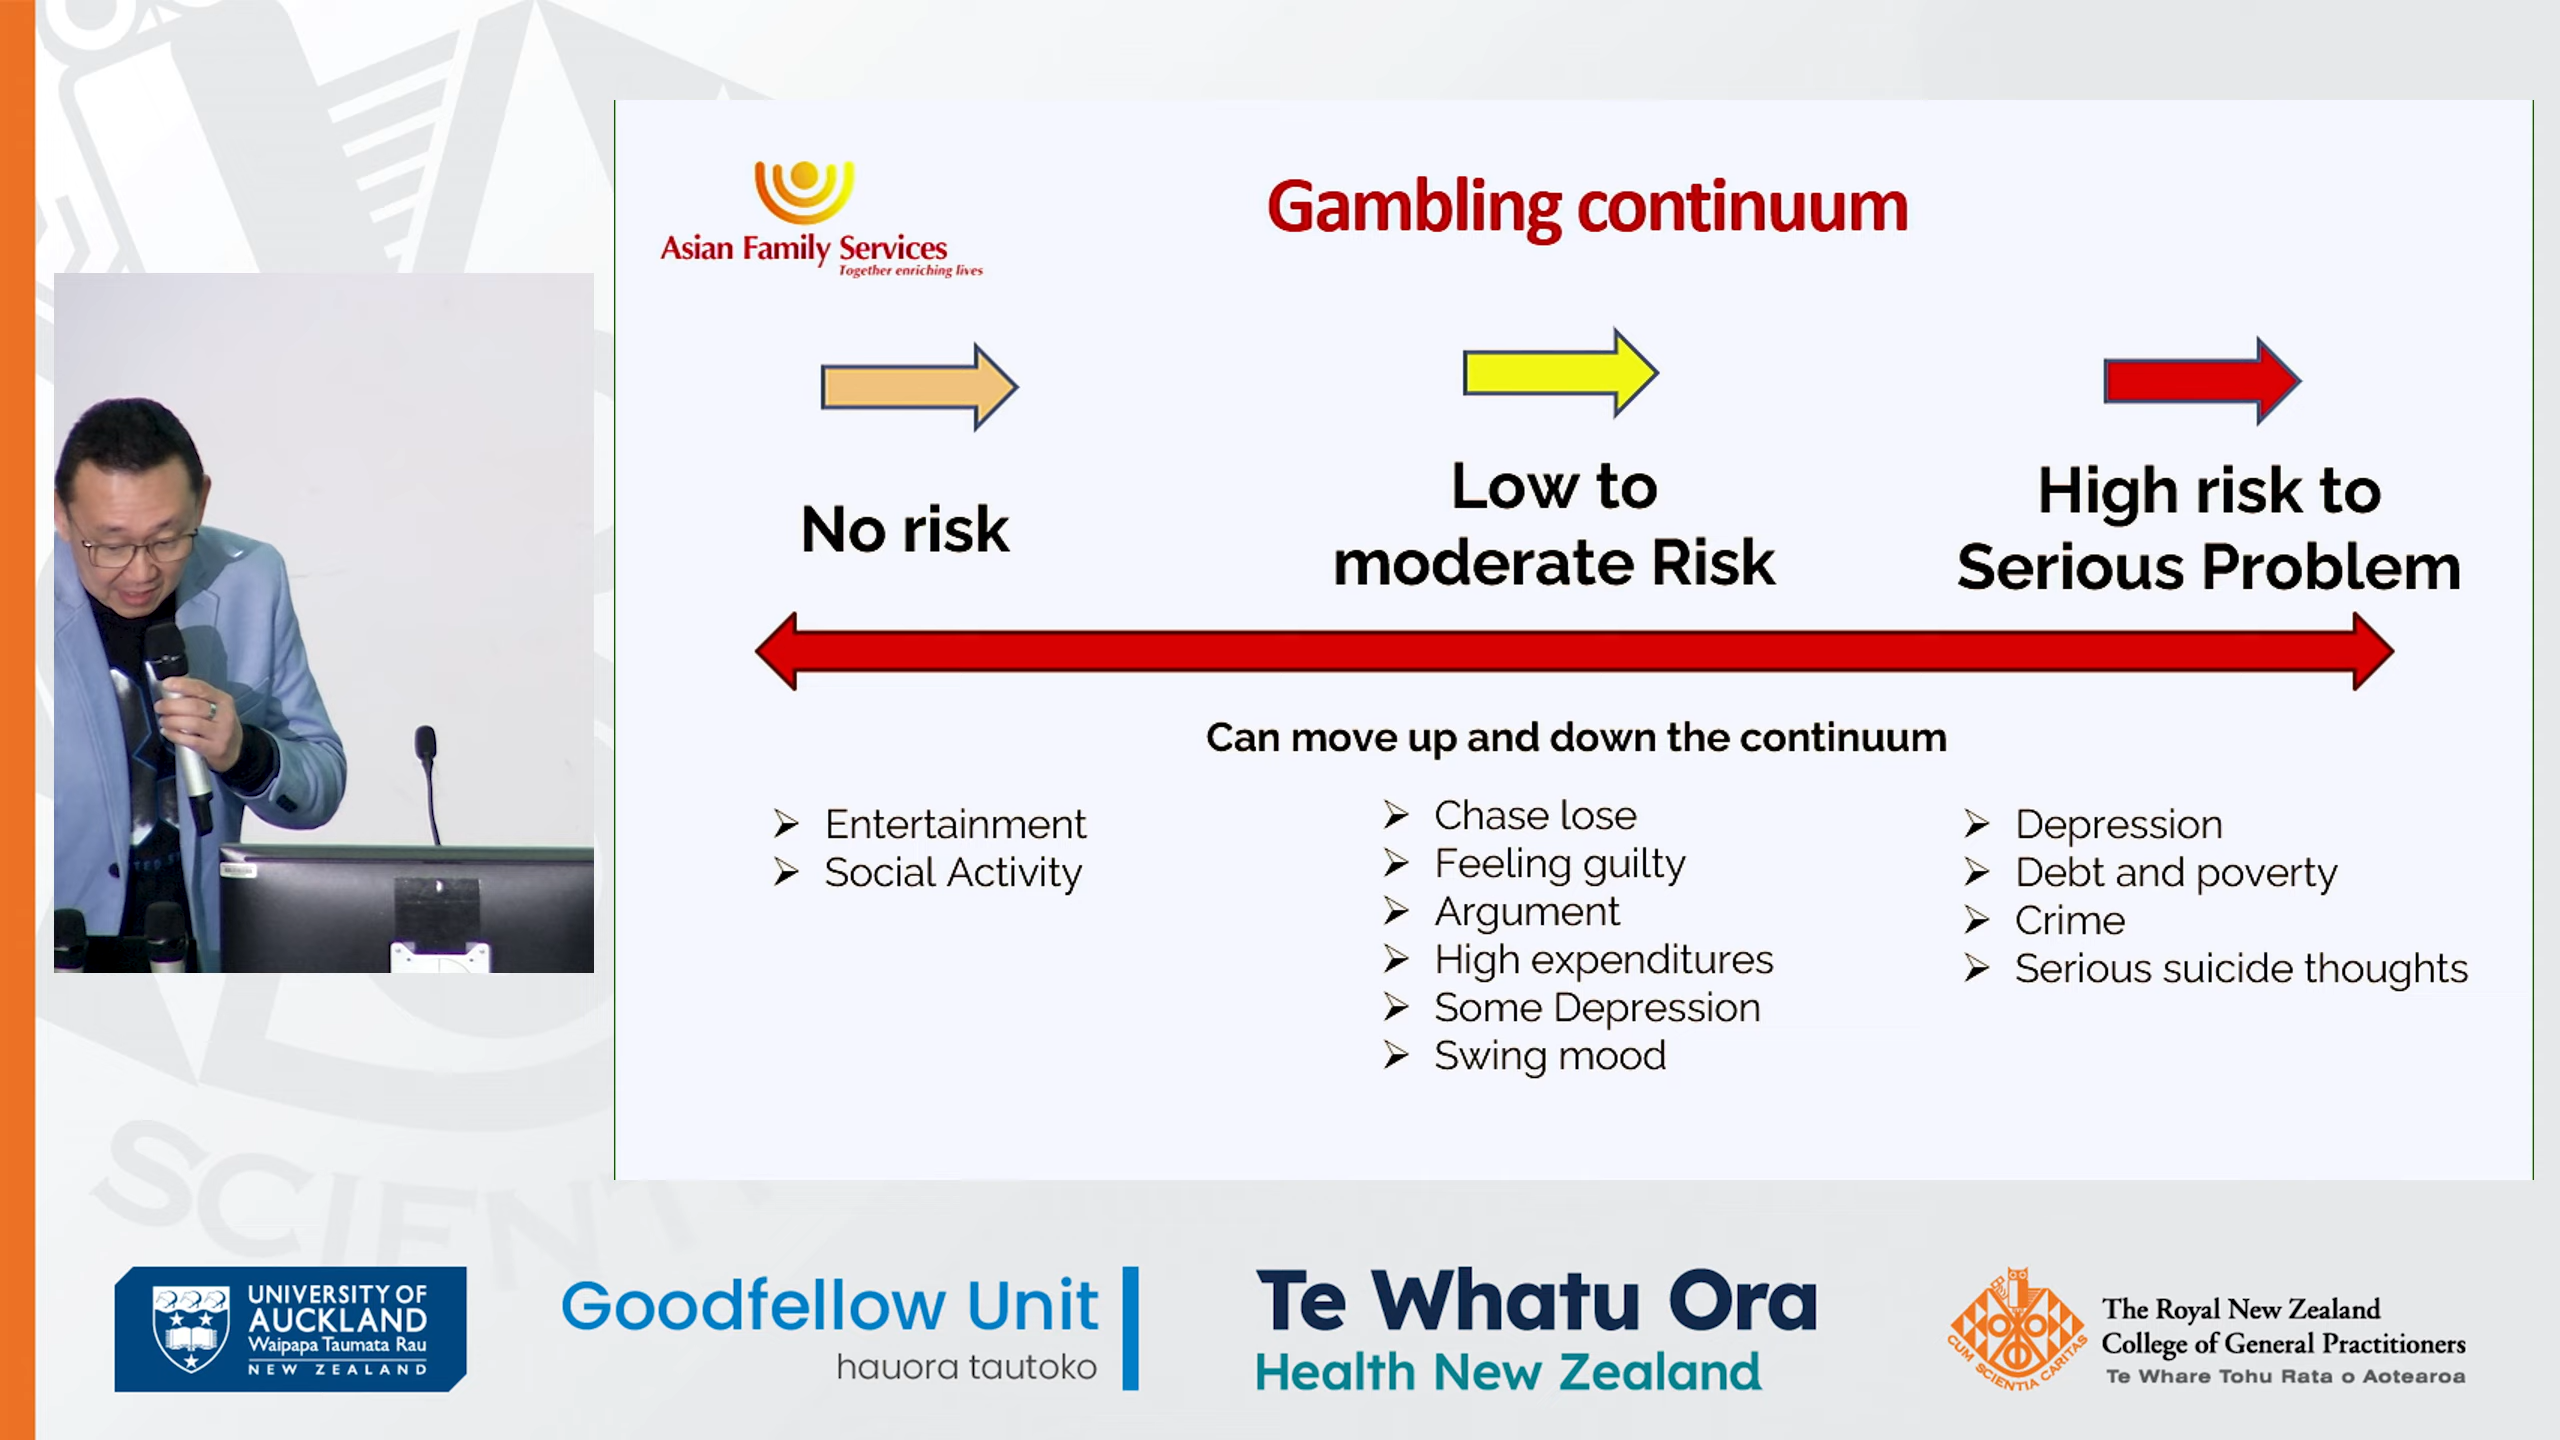 Asian Family Services
Together enriching lives
Gambling continuum
No risk
Low to
moderate Risk
High risk to
Serious Problem
Can move up and down the continuum
➢ Entertainment
➢ Social Activity
➢ Chase lose
➢ Feeling guilty
➢ Argument
➢ High expenditures
➢ Some Depression
➢ Swing mood
➢ Depression
➢ Debt and poverty
➢ Crime
➢ Serious suicide thoughts
SCIENT
UNIVERSITY OF
AUCKLAND
Waipapa Taumata Rau
NEW ZEALAND
Goodfellow Unit
hauora tautoko
Te Whatu Ora
Health New Zealand
CUM SCIENTIA CARITAS
The Royal New Zealand
College of General Practitioners
Te Whare Tohu Rata o Aotearoa